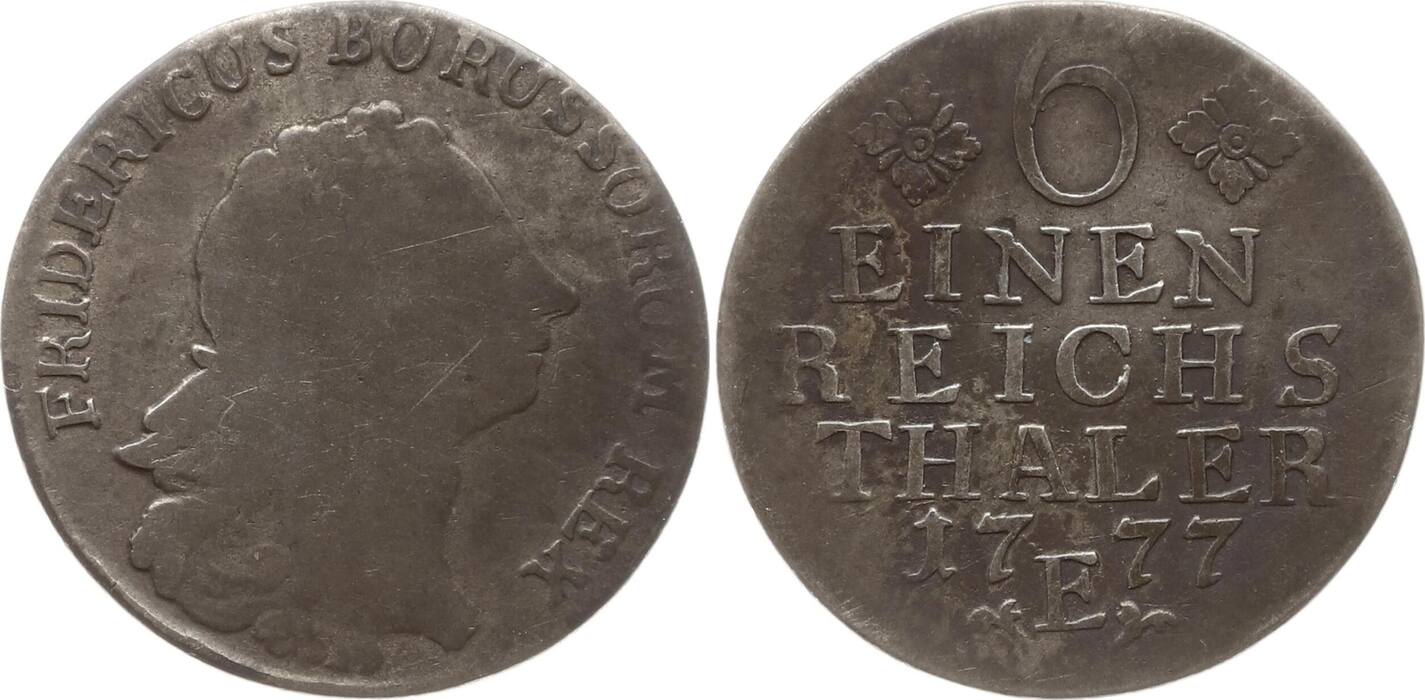 FRIDERICUS BORUSSORUM REX
6
EINEN
REICHS
THALER
1777
E